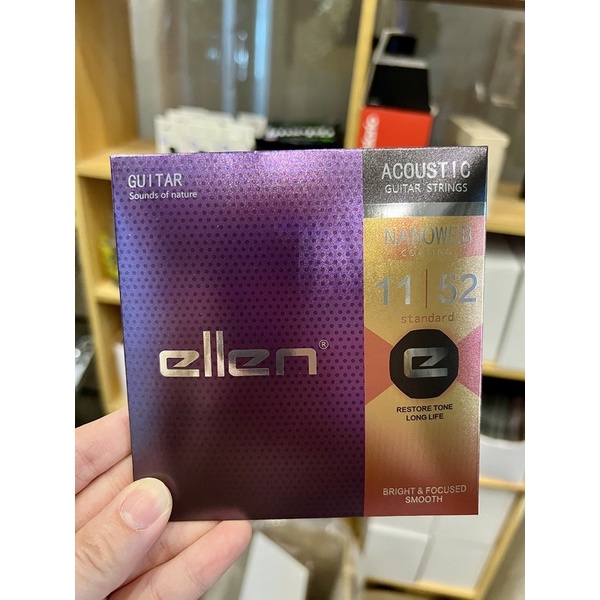 GUITAR
Sounds of nature
ellen®
ACOUSTIC
GUITAR STRINGS
NANOWEB
COATING
11 | 52
standard
e
RESTORE TONE
LONG LIFE
BRIGHT & FOCUSED
SMOOTH